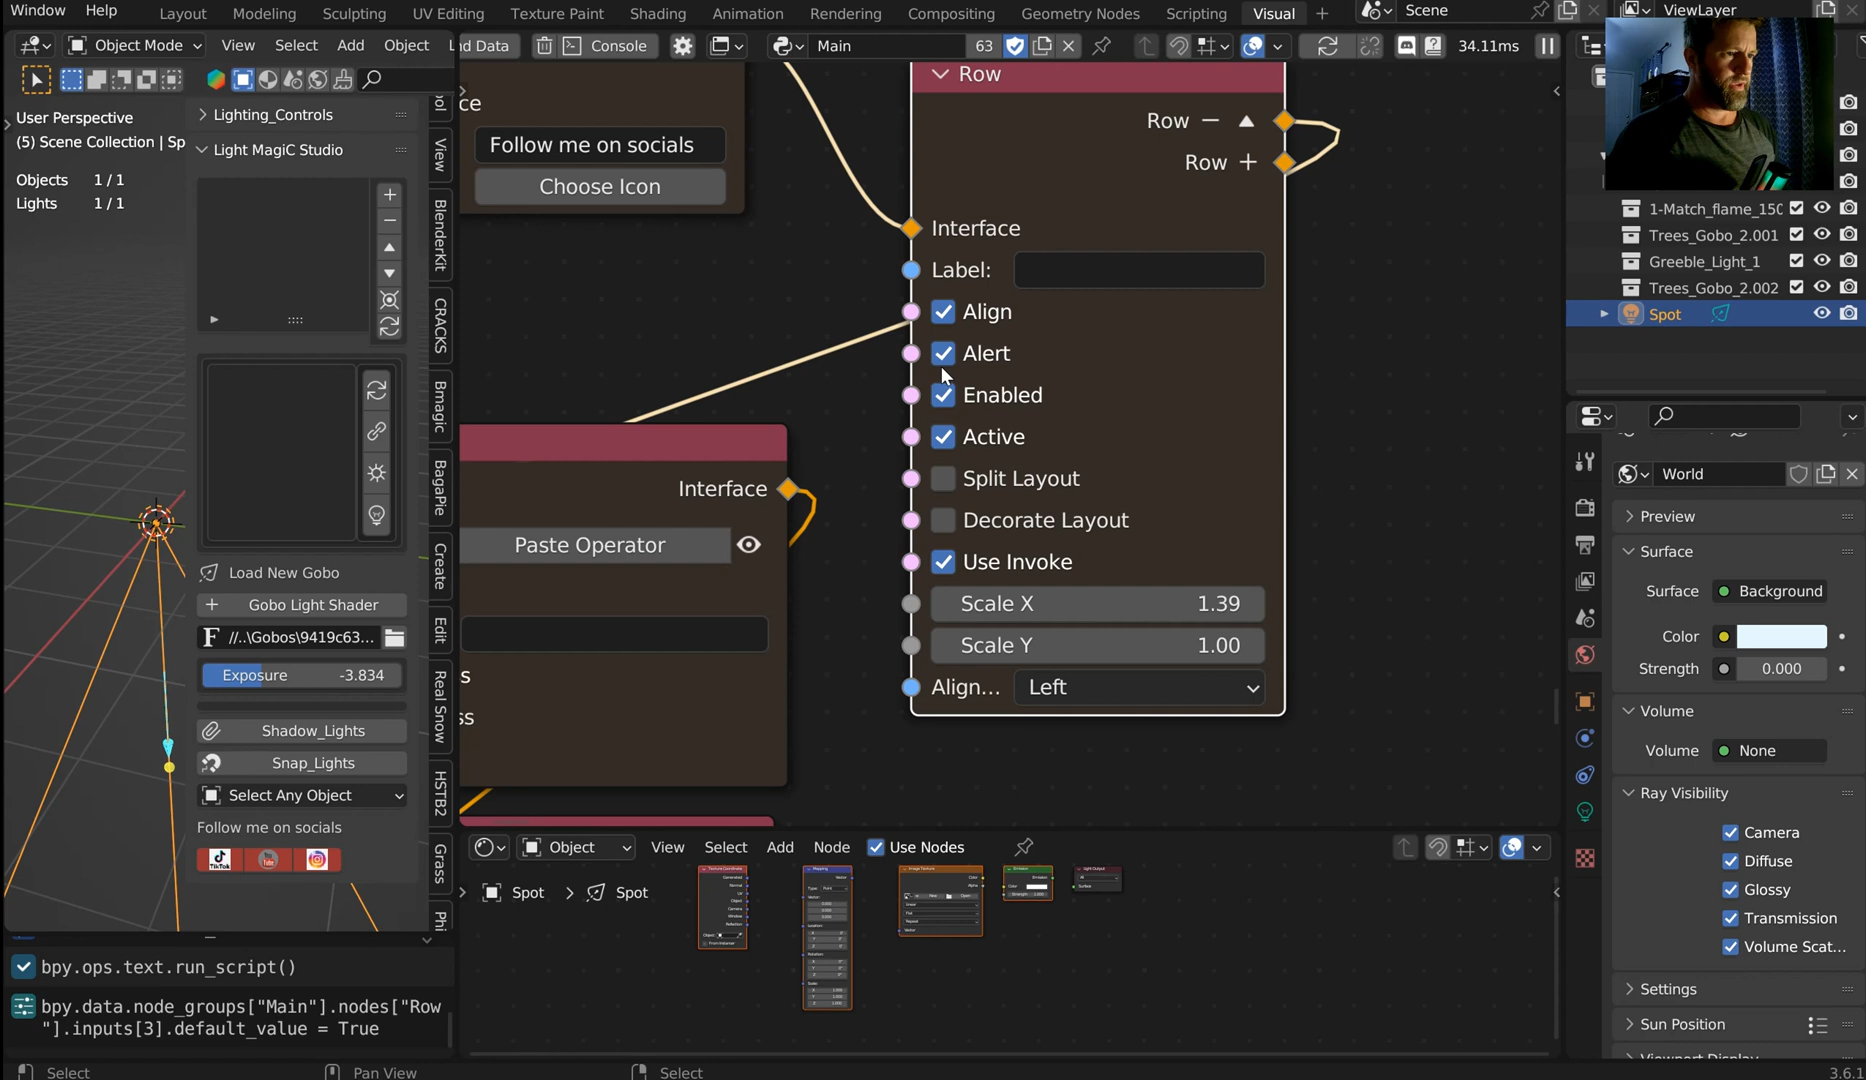 Window Help
Layout Modeling Sculpting UV Editing Texture Paint Shading Animation Rendering Compositing Geometry Nodes Scripting Visual +
Scene
ViewLayer
Object Mode View Select Add Object
nd Data
Console
Main 63
34.11ms
User Perspective
(5) Scene Collection | Sp
Objects 1 / 1
Lights 1 / 1
Lighting_Controls
Light MagiC Studio
Load New Gobo
Gobo Light Shader
//..\Gobos\9419c63...
Exposure -3.834
Shadow_Lights
Snap_Lights
Select Any Object
Follow me on socials
View
BlenderKit
CRACKS
Bmagic
BagaPie
Create
Edit
Real Snow
HSTB2
Grass
Phi
ce
Follow me on socials
Choose Icon
Interface
Paste Operator
s
ss
Row
Row −
Row +
Interface
Label:
Align
Alert
Enabled
Active
Split Layout
Decorate Layout
Use Invoke
Scale X 1.39
Scale Y 1.00
Align... Left
1-Match_flame_150
Trees_Gobo_2.001
Greeble_Light_1
Trees_Gobo_2.002
Spot
World
Preview
Surface
Surface Background
Color
Strength 0.000
Volume
Volume None
Ray Visibility
Camera
Diffuse
Glossy
Transmission
Volume Scat...
Settings
Sun Position
Viewport Display
Object View Select Add Node Use Nodes
Spot > Spot
bpy.ops.text.run_script()
bpy.data.node_groups["Main"].nodes["Row
"].inputs[3].default_value = True
Select Pan View Select 3.6.1